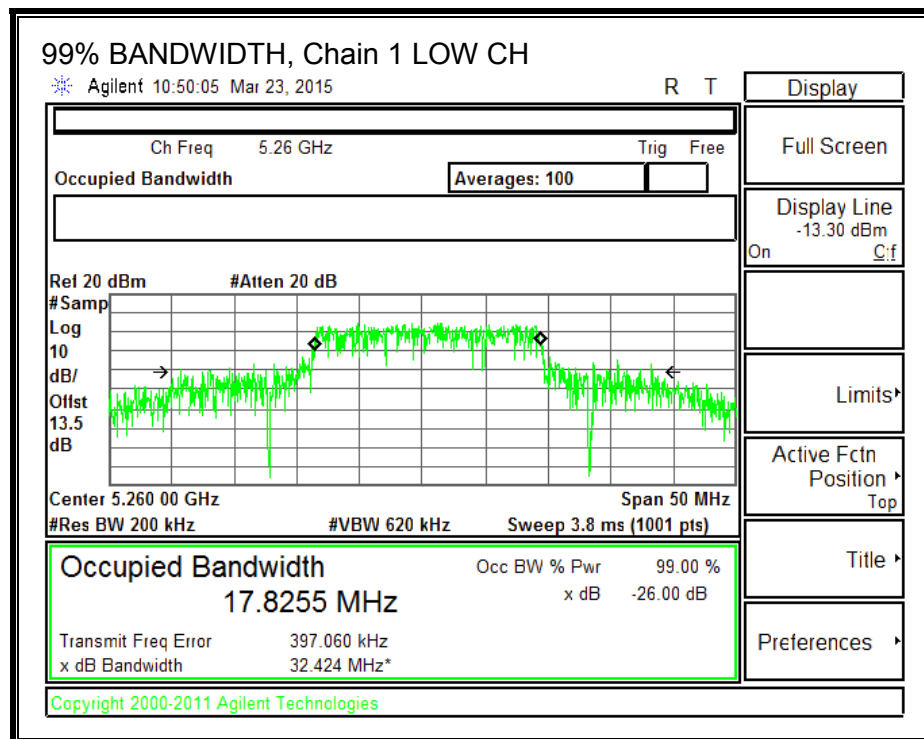 99% BANDWIDTH, Chain 1 LOW CH
Agilent 10:50:05 Mar 23, 2015 R T
Display
Ch Freq 5.26 GHz Trig Free
Occupied Bandwidth Averages: 100
Full Screen
Display Line
-13.30 dBm
On Off
Ref 20 dBm #Atten 20 dB
#Samp
Log
10
dB/
Offst
13.5
dB
Limits
Active Fctn
Position
Top
Center 5.260 00 GHz Span 50 MHz
#Res BW 200 kHz #VBW 620 kHz Sweep 3.8 ms (1001 pts)
Title
Preferences
Occupied Bandwidth Occ BW % Pwr 99.00 %
17.8255 MHz x dB -26.00 dB
Transmit Freq Error 397.060 kHz
x dB Bandwidth 32.424 MHz*
Copyright 2000-2011 Agilent Technologies